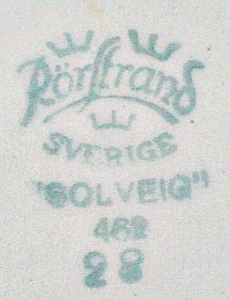 Rörstrand
SVERIGE
"SOLVEIG"
462
28